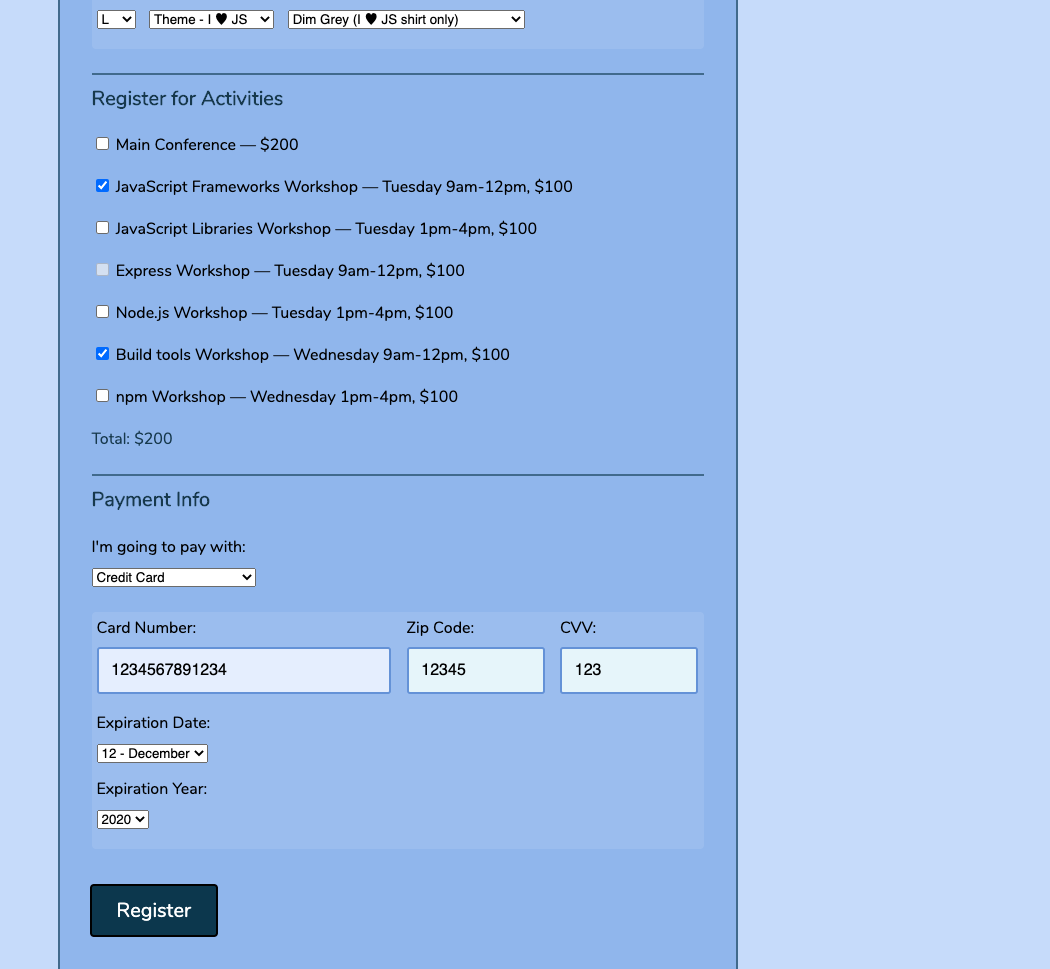 L Theme - I ♥ JS Dim Grey (I ♥ JS shirt only)
Register for Activities
Main Conference — $200
JavaScript Frameworks Workshop — Tuesday 9am-12pm, $100
JavaScript Libraries Workshop — Tuesday 1pm-4pm, $100
Express Workshop — Tuesday 9am-12pm, $100
Node.js Workshop — Tuesday 1pm-4pm, $100
Build tools Workshop — Wednesday 9am-12pm, $100
npm Workshop — Wednesday 1pm-4pm, $100
Total: $200
Payment Info
I'm going to pay with:
Credit Card
Card Number: Zip Code: CVV:
1234567891234 12345 123
Expiration Date:
12 - December
Expiration Year:
2020
Register